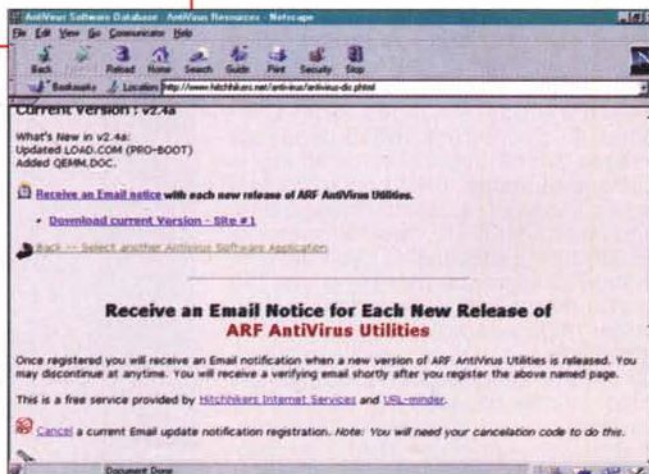 AntiVirus Software Database - AntiVirus Resources - Netscape
File Edit View Go Communicator Help
Back Reload Home Search Guide Print Security Stop
Bookmarks Location: http://www.hitchhikers.net/anti-virus/antivirus-dic.phtml
Current Version : v2.4a
What's New in v2.4a:
Updated LOAD.COM (PRO-BOOT)
Added QEMM.DOC.
Receive an Email notice with each new release of ARF AntiVirus Utilities.
• Download current Version - Site #1
Back -- Select another Antivirus Software Application
Receive an Email Notice for Each New Release of
ARF AntiVirus Utilities
Once registered you will receive an Email notification when a new version of ARF AntiVirus Utilities is released. You
may discontinue at anytime. You will receive a verifying email shortly after you register the above named page.
This is a free service provided by Hitchhikers Internet Services and URL-minder.
Cancel a current Email update notification registration. Note: You will need your cancelation code to do this.
Document Done